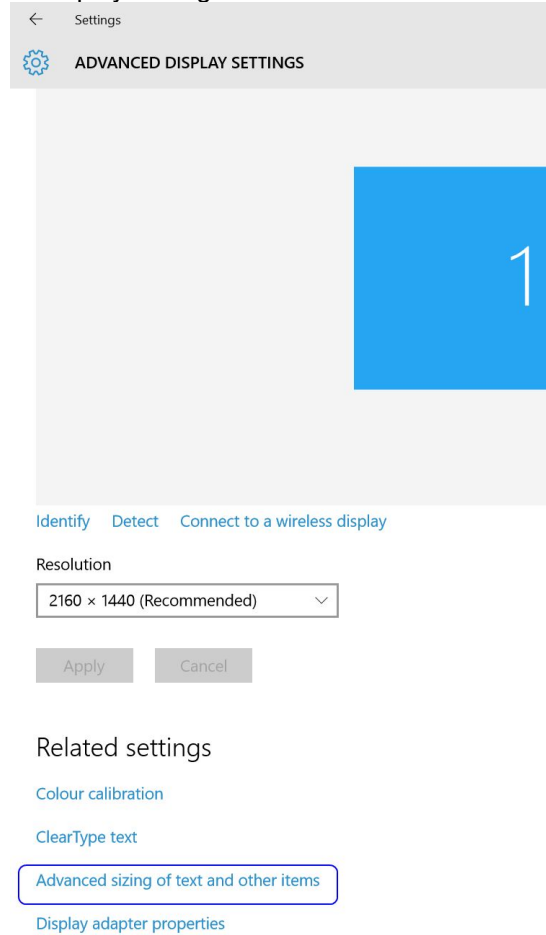 Settings
ADVANCED DISPLAY SETTINGS
1
Identify Detect Connect to a wireless display
Resolution
2160 × 1440 (Recommended)
Apply Cancel
Related settings
Colour calibration
ClearType text
Advanced sizing of text and other items
Display adapter properties